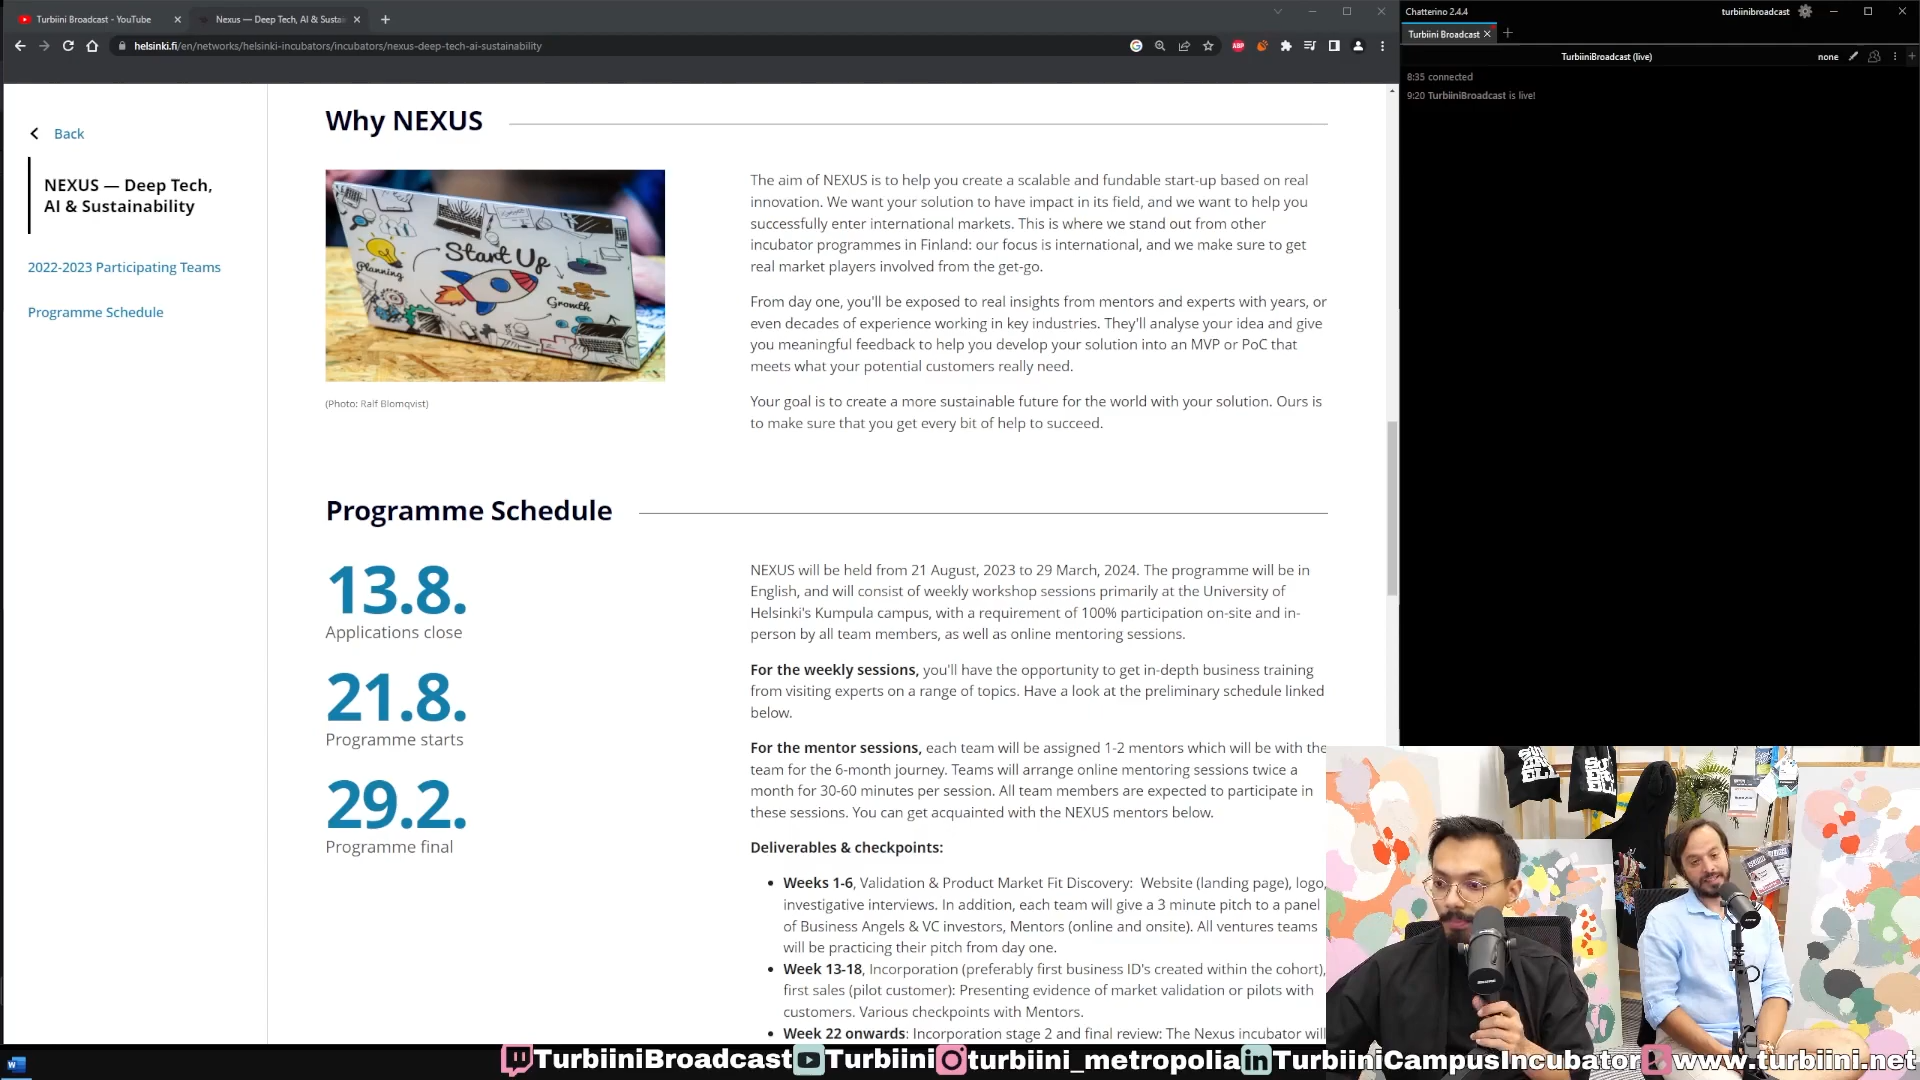 Turbiini Broadcast - YouTube
Nexus — Deep Tech, AI & Sustai
helsinki.fi/en/networks/helsinki-incubators/incubators/nexus-deep-tech-ai-sustainability
Chatterino 2.4.4
turbiinibroadcast
Turbiini Broadcast
TurbiiniBroadcast (live)
none
8:35 connected
9:20 TurbiiniBroadcast is live!
Back
NEXUS — Deep Tech,
AI & Sustainability
2022-2023 Participating Teams
Programme Schedule
Why NEXUS
Start Up
Planning
Growth
(Photo: Ralf Blomqvist)
The aim of NEXUS is to help you create a scalable and fundable start-up based on real
innovation. We want your solution to have impact in its field, and we want to help you
successfully enter international markets. This is where we stand out from other
incubator programmes in Finland: our focus is international, and we make sure to get
real market players involved from the get-go.
From day one, you'll be exposed to real insights from mentors and experts with years, or
even decades of experience working in key industries. They'll analyse your idea and give
you meaningful feedback to help you develop your solution into an MVP or PoC that
meets what your potential customers really need.
Your goal is to create a more sustainable future for the world with your solution. Ours is
to make sure that you get every bit of help to succeed.
Programme Schedule
13.8.
Applications close
21.8.
Programme starts
29.2.
Programme final
NEXUS will be held from 21 August, 2023 to 29 March, 2024. The programme will be in
English, and will consist of weekly workshop sessions primarily at the University of
Helsinki's Kumpula campus, with a requirement of 100% participation on-site and in-
person by all team members, as well as online mentoring sessions.
For the weekly sessions, you'll have the opportunity to get in-depth business training
from visiting experts on a range of topics. Have a look at the preliminary schedule linked
below.
For the mentor sessions, each team will be assigned 1-2 mentors which will be with the
team for the 6-month journey. Teams will arrange online mentoring sessions twice a
month for 30-60 minutes per session. All team members are expected to participate in
these sessions. You can get acquainted with the NEXUS mentors below.
Deliverables & checkpoints:
Weeks 1-6, Validation & Product Market Fit Discovery: Website (landing page), logo,
investigative interviews. In addition, each team will give a 3 minute pitch to a panel
of Business Angels & VC investors, Mentors (online and onsite). All ventures teams
will be practicing their pitch from day one.
Week 13-18, Incorporation (preferably first business ID's created within the cohort),
first sales (pilot customer): Presenting evidence of market validation or pilots with
customers. Various checkpoints with Mentors.
Week 22 onwards: Incorporation stage 2 and final review: The Nexus incubator will
TurbiiniBroadcast Turbiini turbiini_metropolia TurbiiniCampusIncubator www.turbiini.net